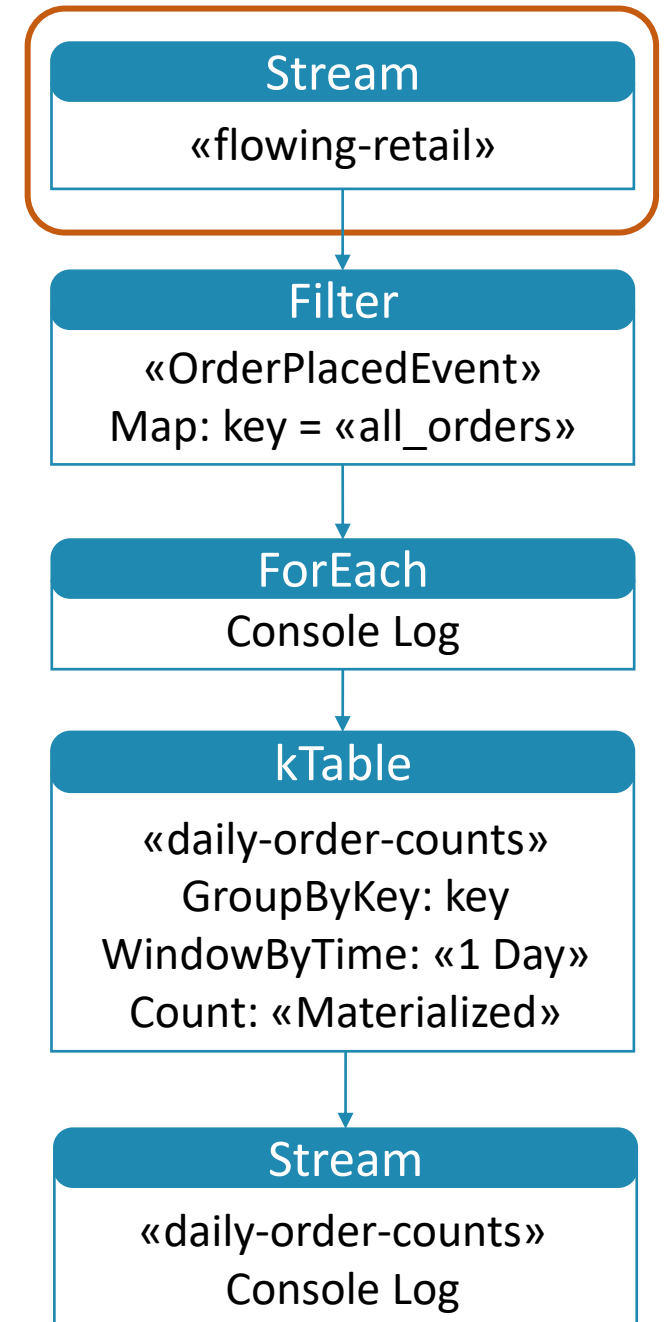 Stream
«flowing-retail»
Filter
«OrderPlacedEvent»
Map: key = «all_orders»
ForEach
Console Log
kTable
«daily-order-counts»
GroupByKey: key
WindowByTime: «1 Day»
Count: «Materialized»
Stream
«daily-order-counts»
Console Log